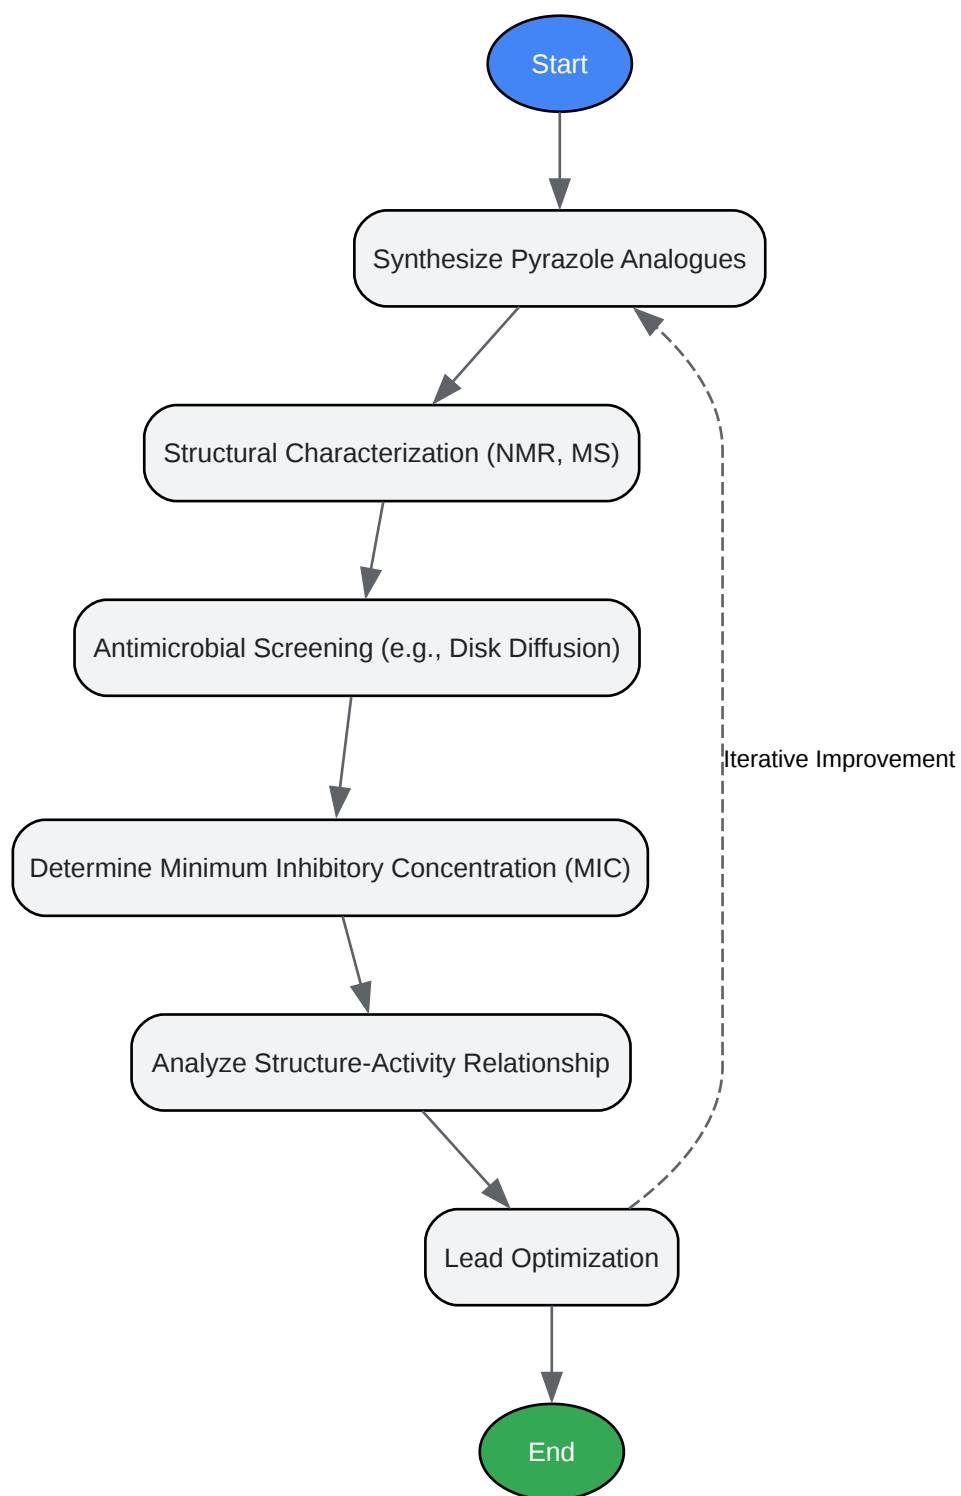 Start
Synthesize Pyrazole Analogues
Structural Characterization (NMR, MS)
Antimicrobial Screening (e.g., Disk Diffusion)
Iterative Improvement
Determine Minimum Inhibitory Concentration (MIC)
Analyze Structure-Activity Relationship
Lead Optimization
End